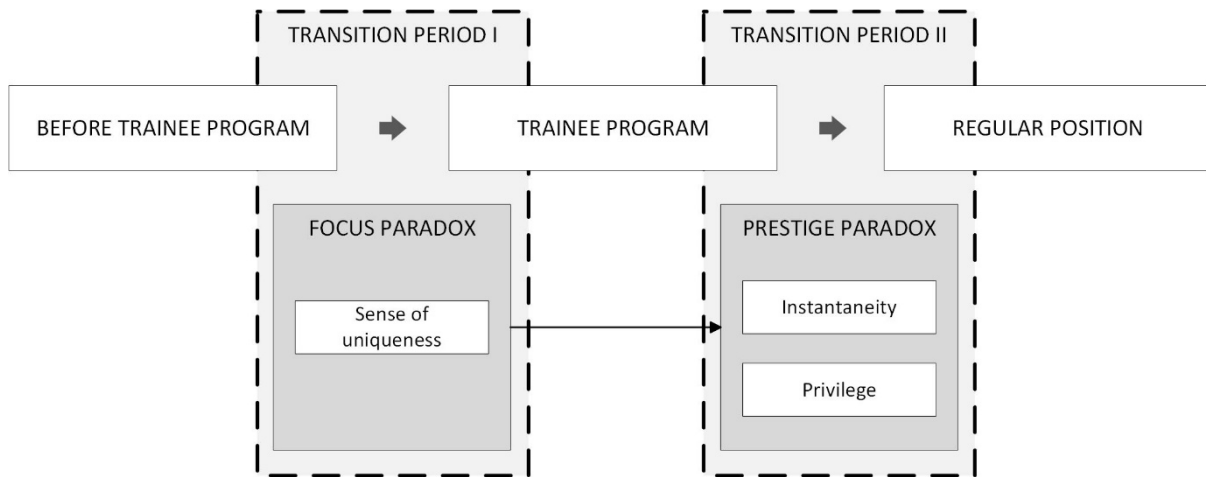 TRANSITION PERIOD I
TRANSITION PERIOD II
BEFORE TRAINEE PROGRAM
TRAINEE PROGRAM
REGULAR POSITION
FOCUS PARADOX
Sense of
uniqueness
PRESTIGE PARADOX
Instantaneity
Privilege